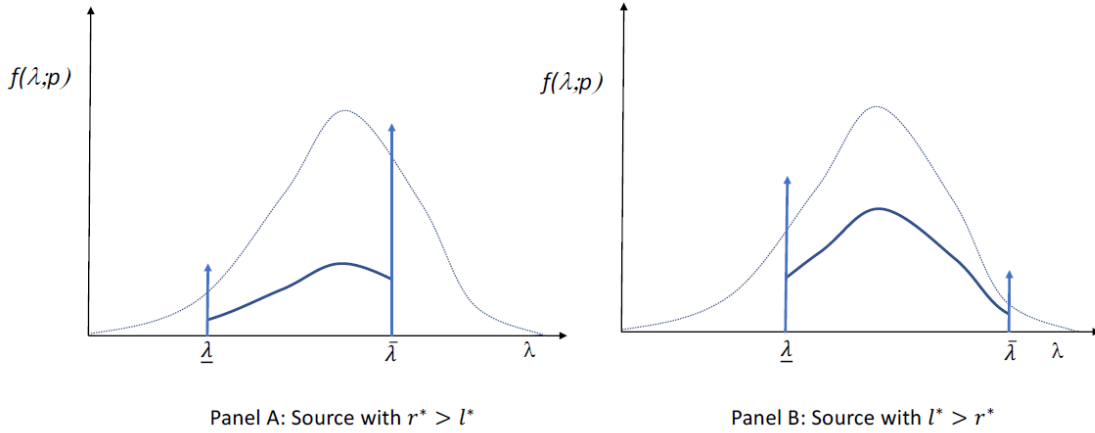 f(λ;p)
λ
λ̄
λ
Panel A: Source with r* > l*
f(λ;p)
λ
λ̄
λ
Panel B: Source with l* > r*